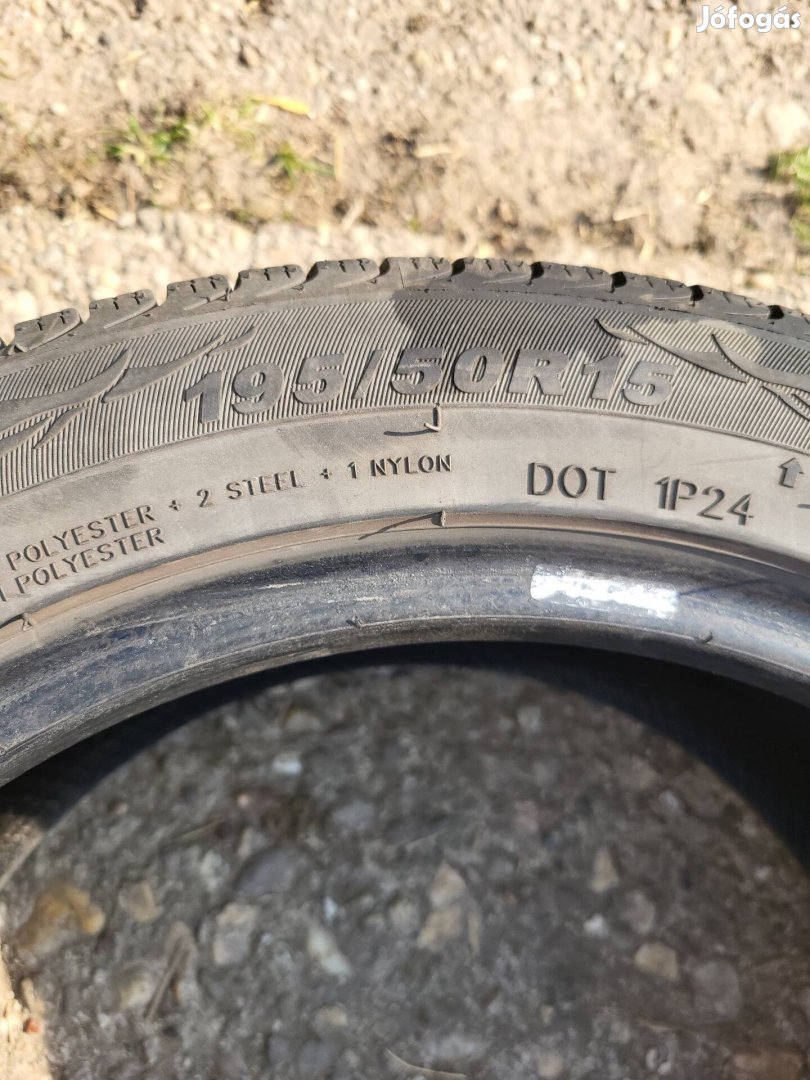 Jófogás
195/50R15
POLYESTER + 2 STEEL + 1 NYLON
POLYESTER
DOT 1P24